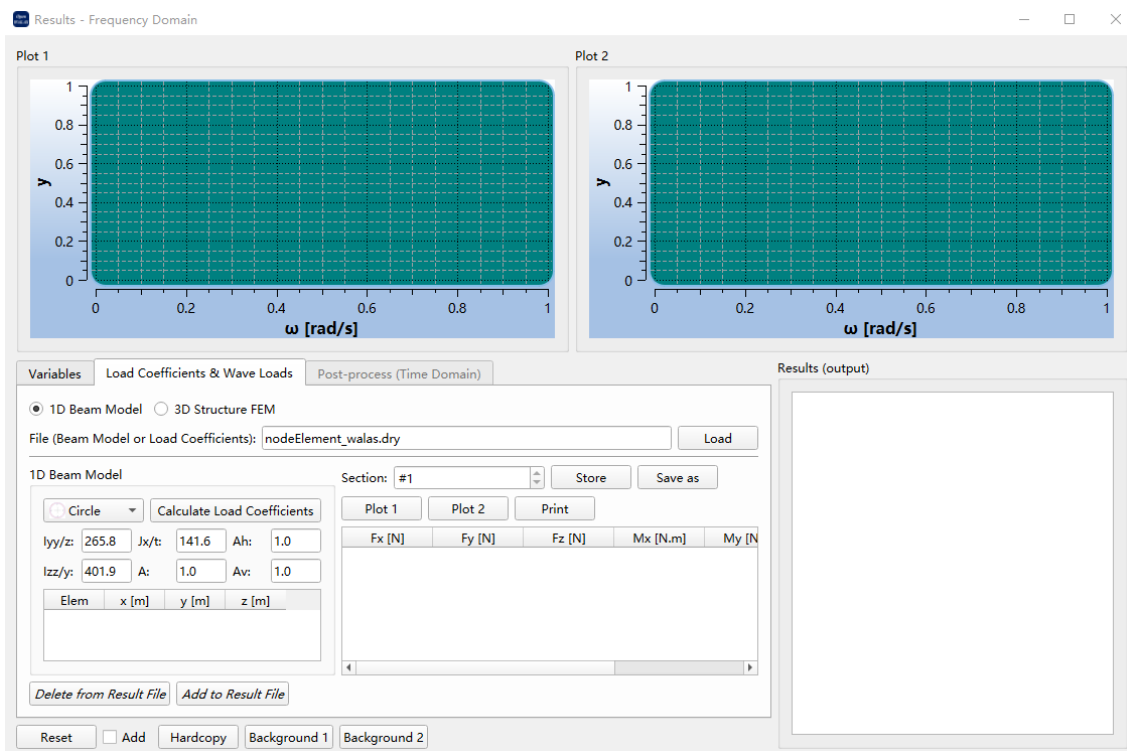 Results - Frequency Domain
Plot 1
Plot 2
1
0.8
0.6
0.4
0.2
0
y
0 0.2 0.4 0.6 0.8 1
ω [rad/s]
1
0.8
0.6
0.4
0.2
0
y
0 0.2 0.4 0.6 0.8 1
ω [rad/s]
Variables Load Coefficients & Wave Loads Post-process (Time Domain)
1D Beam Model 3D Structure FEM
File (Beam Model or Load Coefficients): nodeElement_walas.dry Load
1D Beam Model
Circle Calculate Load Coefficients
Iyy/z: 265.8 Jx/t: 141.6 Ah: 1.0
Izz/y: 401.9 A: 1.0 Av: 1.0
Elem x [m] y [m] z [m]
Delete from Result File Add to Result File
Section: #1 Store Save as
Plot 1 Plot 2 Print
Fx [N] Fy [N] Fz [N] Mx [N.m] My [N
Results (output)
Reset Add Hardcopy Background 1 Background 2